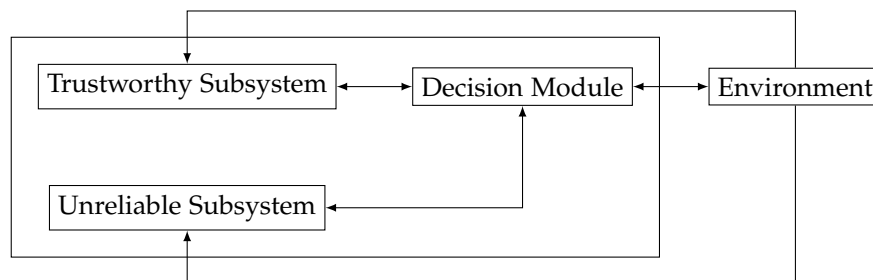 Trustworthy Subsystem
Decision Module
Environment
Unreliable Subsystem